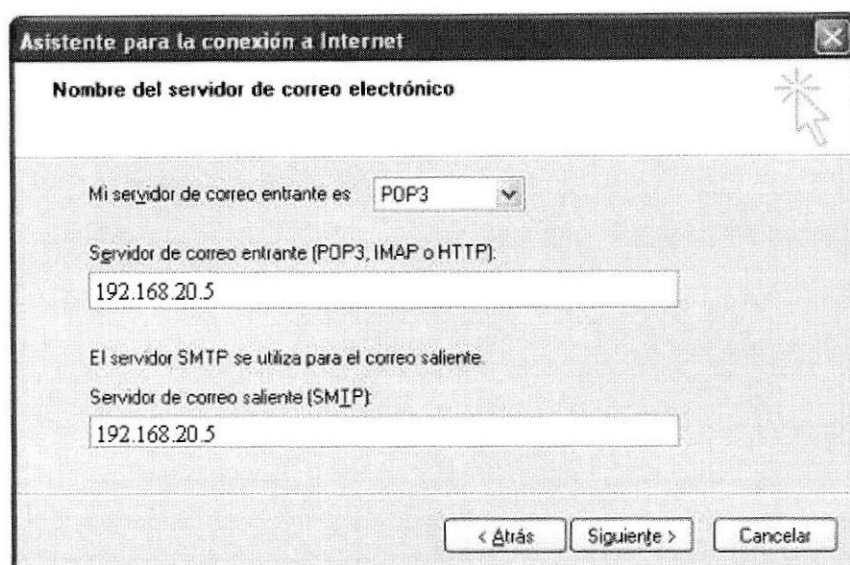 Asistente para la conexión a Internet
Nombre del servidor de correo electrónico
Mi servidor de correo entrante es POP3
Servidor de correo entrante (POP3, IMAP o HTTP):
192.168.20.5
El servidor SMTP se utiliza para el correo saliente.
Servidor de correo saliente (SMTP):
192.168.20.5
< Atrás Siguiente > Cancelar